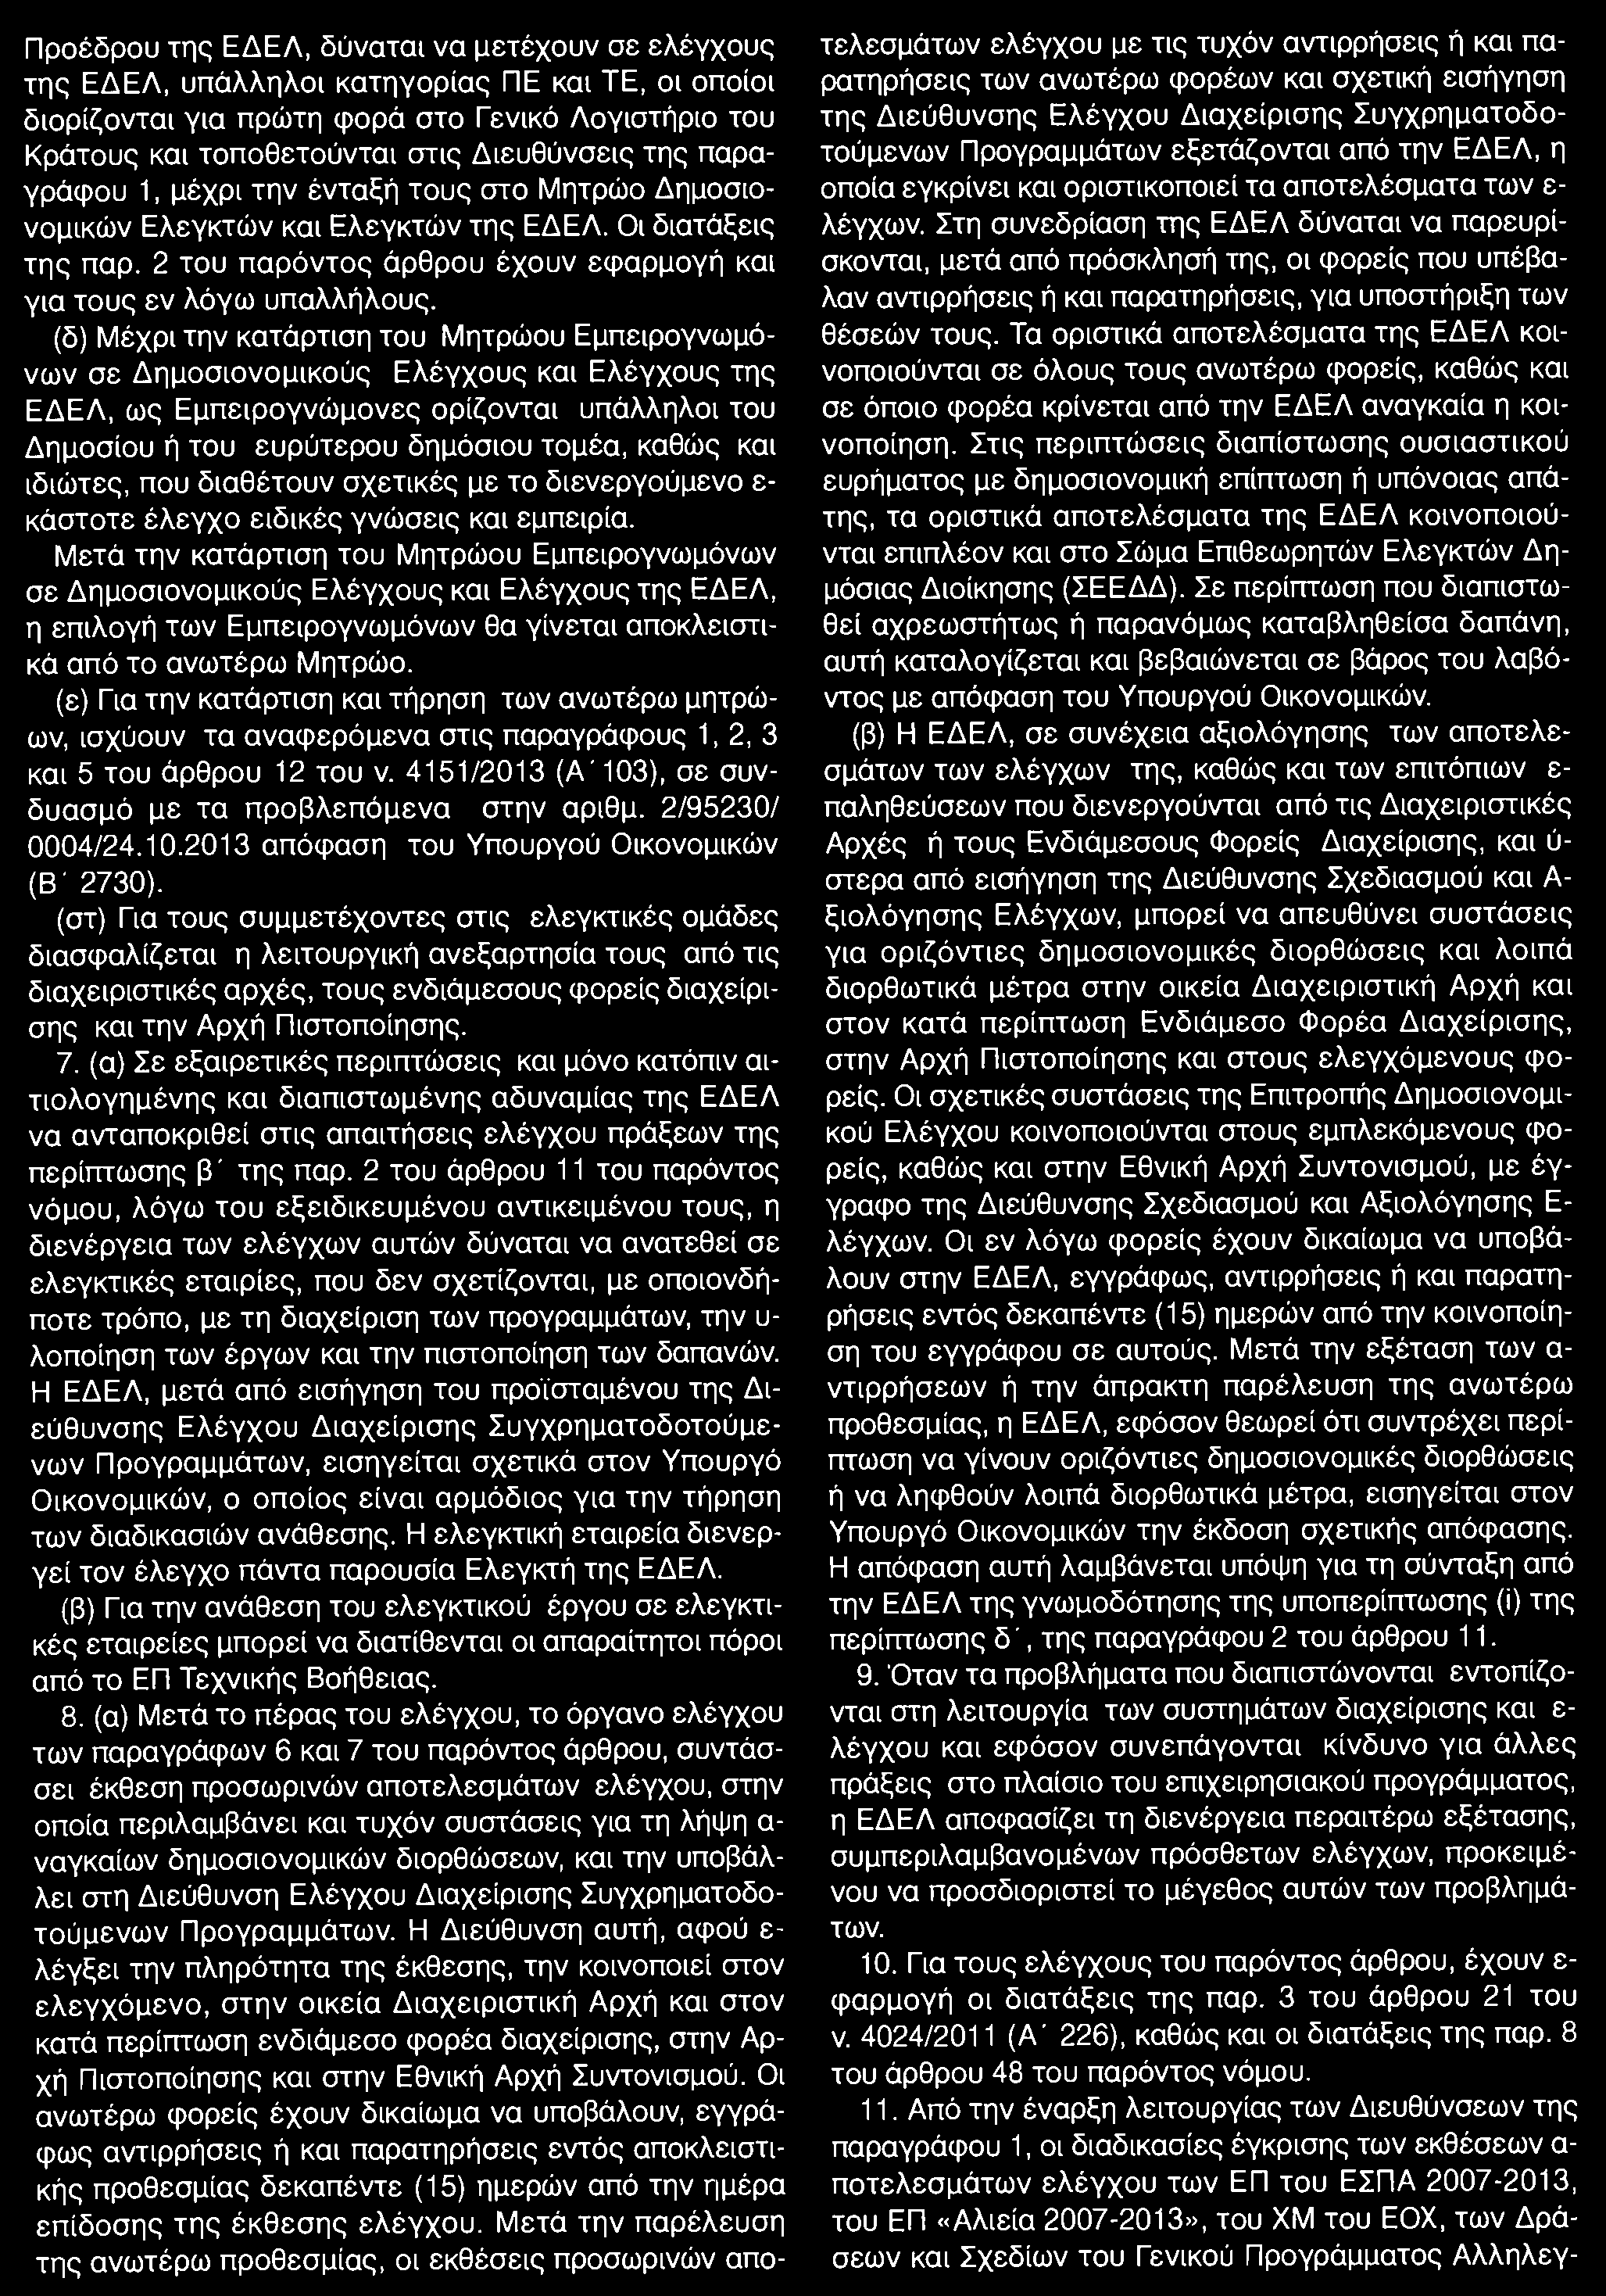 Προέδρου της ΕΔΕΛ, δύναται να μετέχουν σε ελέγχους
της ΕΔΕΛ, υπάλληλοι κατηγορίας ΠΕ και ΤΕ, οι οποίοι
διορίζονται για πρώτη φορά στο Γενικό Λογιστήριο του
Κράτους και τοποθετούνται στις Διευθύνσεις της παρα-
γράφου 1, μέχρι την ένταξή τους στο Μητρώο Δημοσιο-
νομικών Ελεγκτών και Ελεγκτών της ΕΔΕΛ. Οι διατάξεις
της παρ. 2 του παρόντος άρθρου έχουν εφαρμογή και
για τους εν λόγω υπαλλήλους.
(δ) Μέχρι την κατάρτιση του Μητρώου Εμπειρογνωμό-
νων σε Δημοσιονομικούς Ελέγχους και Ελέγχους της
ΕΔΕΛ, ως Εμπειρογνώμονες ορίζονται υπάλληλοι του
Δημοσίου ή του ευρύτερου δημόσιου τομέα, καθώς και
ιδιώτες, που διαθέτουν σχετικές με το διενεργούμενο ε-
κάστοτε έλεγχο ειδικές γνώσεις και εμπειρία.
Μετά την κατάρτιση του Μητρώου Εμπειρογνωμόνων
σε Δημοσιονομικούς Ελέγχους και Ελέγχους της ΕΔΕΛ,
η επιλογή των Εμπειρογνωμόνων θα γίνεται αποκλειστι-
κά από το ανωτέρω Μητρώο.
(ε) Για την κατάρτιση και τήρηση των ανωτέρω μητρώ-
ων, ισχύουν τα αναφερόμενα στις παραγράφους 1, 2, 3
και 5 του άρθρου 12 του ν. 4151/2013 (Α΄103), σε συν-
δυασμό με τα προβλεπόμενα στην αριθμ. 2/95230/
0004/24.10.2013 απόφαση του Υπουργού Οικονομικών
(Β΄ 2730).
(στ) Για τους συμμετέχοντες στις ελεγκτικές ομάδες
διασφαλίζεται η λειτουργική ανεξαρτησία τους από τις
διαχειριστικές αρχές, τους ενδιάμεσους φορείς διαχείρι-
σης και την Αρχή Πιστοποίησης.
7. (α) Σε εξαιρετικές περιπτώσεις και μόνο κατόπιν αι-
τιολογημένης και διαπιστωμένης αδυναμίας της ΕΔΕΛ
να ανταποκριθεί στις απαιτήσεις ελέγχου πράξεων της
περίπτωσης β΄ της παρ. 2 του άρθρου 11 του παρόντος
νόμου, λόγω του εξειδικευμένου αντικειμένου τους, η
διενέργεια των ελέγχων αυτών δύναται να ανατεθεί σε
ελεγκτικές εταιρίες, που δεν σχετίζονται, με οποιονδή-
ποτε τρόπο, με τη διαχείριση των προγραμμάτων, την υ-
λοποίηση των έργων και την πιστοποίηση των δαπανών.
Η ΕΔΕΛ, μετά από εισήγηση του προϊσταμένου της Δι-
εύθυνσης Ελέγχου Διαχείρισης Συγχρηματοδοτούμε-
νων Προγραμμάτων, εισηγείται σχετικά στον Υπουργό
Οικονομικών, ο οποίος είναι αρμόδιος για την τήρηση
των διαδικασιών ανάθεσης. Η ελεγκτική εταιρεία διενερ-
γεί τον έλεγχο πάντα παρουσία Ελεγκτή της ΕΔΕΛ.
(β) Για την ανάθεση του ελεγκτικού έργου σε ελεγκτι-
κές εταιρείες μπορεί να διατίθενται οι απαραίτητοι πόροι
από το ΕΠ Τεχνικής Βοήθειας.
8. (α) Μετά το πέρας του ελέγχου, το όργανο ελέγχου
των παραγράφων 6 και 7 του παρόντος άρθρου, συντάσ-
σει έκθεση προσωρινών αποτελεσμάτων ελέγχου, στην
οποία περιλαμβάνει και τυχόν συστάσεις για τη λήψη α-
ναγκαίων δημοσιονομικών διορθώσεων, και την υποβάλ-
λει στη Διεύθυνση Ελέγχου Διαχείρισης Συγχρηματοδο-
τούμενων Προγραμμάτων. Η Διεύθυνση αυτή, αφού ε-
λέγξει την πληρότητα της έκθεσης, την κοινοποιεί στον
ελεγχόμενο, στην οικεία Διαχειριστική Αρχή και στον
κατά περίπτωση ενδιάμεσο φορέα διαχείρισης, στην Αρ-
χή Πιστοποίησης και στην Εθνική Αρχή Συντονισμού. Οι
ανωτέρω φορείς έχουν δικαίωμα να υποβάλουν, εγγρά-
φως αντιρρήσεις ή και παρατηρήσεις εντός αποκλειστι-
κής προθεσμίας δεκαπέντε (15) ημερών από την ημέρα
επίδοσης της έκθεσης ελέγχου. Μετά την παρέλευση
της ανωτέρω προθεσμίας, οι εκθέσεις προσωρινών απο-
τελεσμάτων ελέγχου με τις τυχόν αντιρρήσεις ή και πα-
ρατηρήσεις των ανωτέρω φορέων και σχετική εισήγηση
της Διεύθυνσης Ελέγχου Διαχείρισης Συγχρηματοδο-
τούμενων Προγραμμάτων εξετάζονται από την ΕΔΕΛ, η
οποία εγκρίνει και οριστικοποιεί τα αποτελέσματα των ε-
λέγχων. Στη συνεδρίαση της ΕΔΕΛ δύναται να παρευρί-
σκονται, μετά από πρόσκλησή της, οι φορείς που υπέβα-
λαν αντιρρήσεις ή και παρατηρήσεις, για υποστήριξη των
θέσεών τους. Τα οριστικά αποτελέσματα της ΕΔΕΛ κοι-
νοποιούνται σε όλους τους ανωτέρω φορείς, καθώς και
σε όποιο φορέα κρίνεται από την ΕΔΕΛ αναγκαία η κοι-
νοποίηση. Στις περιπτώσεις διαπίστωσης ουσιαστικού
ευρήματος με δημοσιονομική επίπτωση ή υπόνοιας απά-
της, τα οριστικά αποτελέσματα της ΕΔΕΛ κοινοποιού-
νται επιπλέον και στο Σώμα Επιθεωρητών Ελεγκτών Δη-
μόσιας Διοίκησης (ΣΕΕΔΔ). Σε περίπτωση που διαπιστω-
θεί αχρεωστήτως ή παρανόμως καταβληθείσα δαπάνη,
αυτή καταλογίζεται και βεβαιώνεται σε βάρος του λαβό-
ντος με απόφαση του Υπουργού Οικονομικών.
(β) Η ΕΔΕΛ, σε συνέχεια αξιολόγησης των αποτελε-
σμάτων των ελέγχων της, καθώς και των επιτόπιων ε-
παληθεύσεων που διενεργούνται από τις Διαχειριστικές
Αρχές ή τους Ενδιάμεσους Φορείς Διαχείρισης, και ύ-
στερα από εισήγηση της Διεύθυνσης Σχεδιασμού και Α-
ξιολόγησης Ελέγχων, μπορεί να απευθύνει συστάσεις
για οριζόντιες δημοσιονομικές διορθώσεις και λοιπά
διορθωτικά μέτρα στην οικεία Διαχειριστική Αρχή και
στον κατά περίπτωση Ενδιάμεσο Φορέα Διαχείρισης,
στην Αρχή Πιστοποίησης και στους ελεγχόμενους φο-
ρείς. Οι σχετικές συστάσεις της Επιτροπής Δημοσιονομι-
κού Ελέγχου κοινοποιούνται στους εμπλεκόμενους φο-
ρείς, καθώς και στην Εθνική Αρχή Συντονισμού, με έγ-
γραφο της Διεύθυνσης Σχεδιασμού και Αξιολόγησης Ε-
λέγχων. Οι εν λόγω φορείς έχουν δικαίωμα να υποβά-
λουν στην ΕΔΕΛ, εγγράφως, αντιρρήσεις ή και παρατη-
ρήσεις εντός δεκαπέντε (15) ημερών από την κοινοποίη-
ση του εγγράφου σε αυτούς. Μετά την εξέταση των α-
ντιρρήσεων ή την άπρακτη παρέλευση της ανωτέρω
προθεσμίας, η ΕΔΕΛ, εφόσον θεωρεί ότι συντρέχει περί-
πτωση να γίνουν οριζόντιες δημοσιονομικές διορθώσεις
ή να ληφθούν λοιπά διορθωτικά μέτρα, εισηγείται στον
Υπουργό Οικονομικών την έκδοση σχετικής απόφασης.
Η απόφαση αυτή λαμβάνεται υπόψη για τη σύνταξη από
την ΕΔΕΛ της γνωμοδότησης της υποπερίπτωσης (i) της
περίπτωσης δ΄, της παραγράφου 2 του άρθρου 11.
9. Όταν τα προβλήματα που διαπιστώνονται εντοπίζο-
νται στη λειτουργία των συστημάτων διαχείρισης και ε-
λέγχου και εφόσον συνεπάγονται κίνδυνο για άλλες
πράξεις στο πλαίσιο του επιχειρησιακού προγράμματος,
η ΕΔΕΛ αποφασίζει τη διενέργεια περαιτέρω εξέτασης,
συμπεριλαμβανομένων πρόσθετων ελέγχων, προκειμέ-
νου να προσδιοριστεί το μέγεθος αυτών των προβλημά-
των.
10. Για τους ελέγχους του παρόντος άρθρου, έχουν ε-
φαρμογή οι διατάξεις της παρ. 3 του άρθρου 21 του
ν. 4024/2011 (Α΄ 226), καθώς και οι διατάξεις της παρ. 8
του άρθρου 48 του παρόντος νόμου.
11. Από την έναρξη λειτουργίας των Διευθύνσεων της
παραγράφου 1, οι διαδικασίες έγκρισης των εκθέσεων α-
ποτελεσμάτων ελέγχου των ΕΠ του ΕΣΠΑ 2007-2013,
του ΕΠ «Αλιεία 2007-2013», του ΧΜ του ΕΟΧ, των Δρά-
σεων και Σχεδίων του Γενικού Προγράμματος Αλληλεγ-